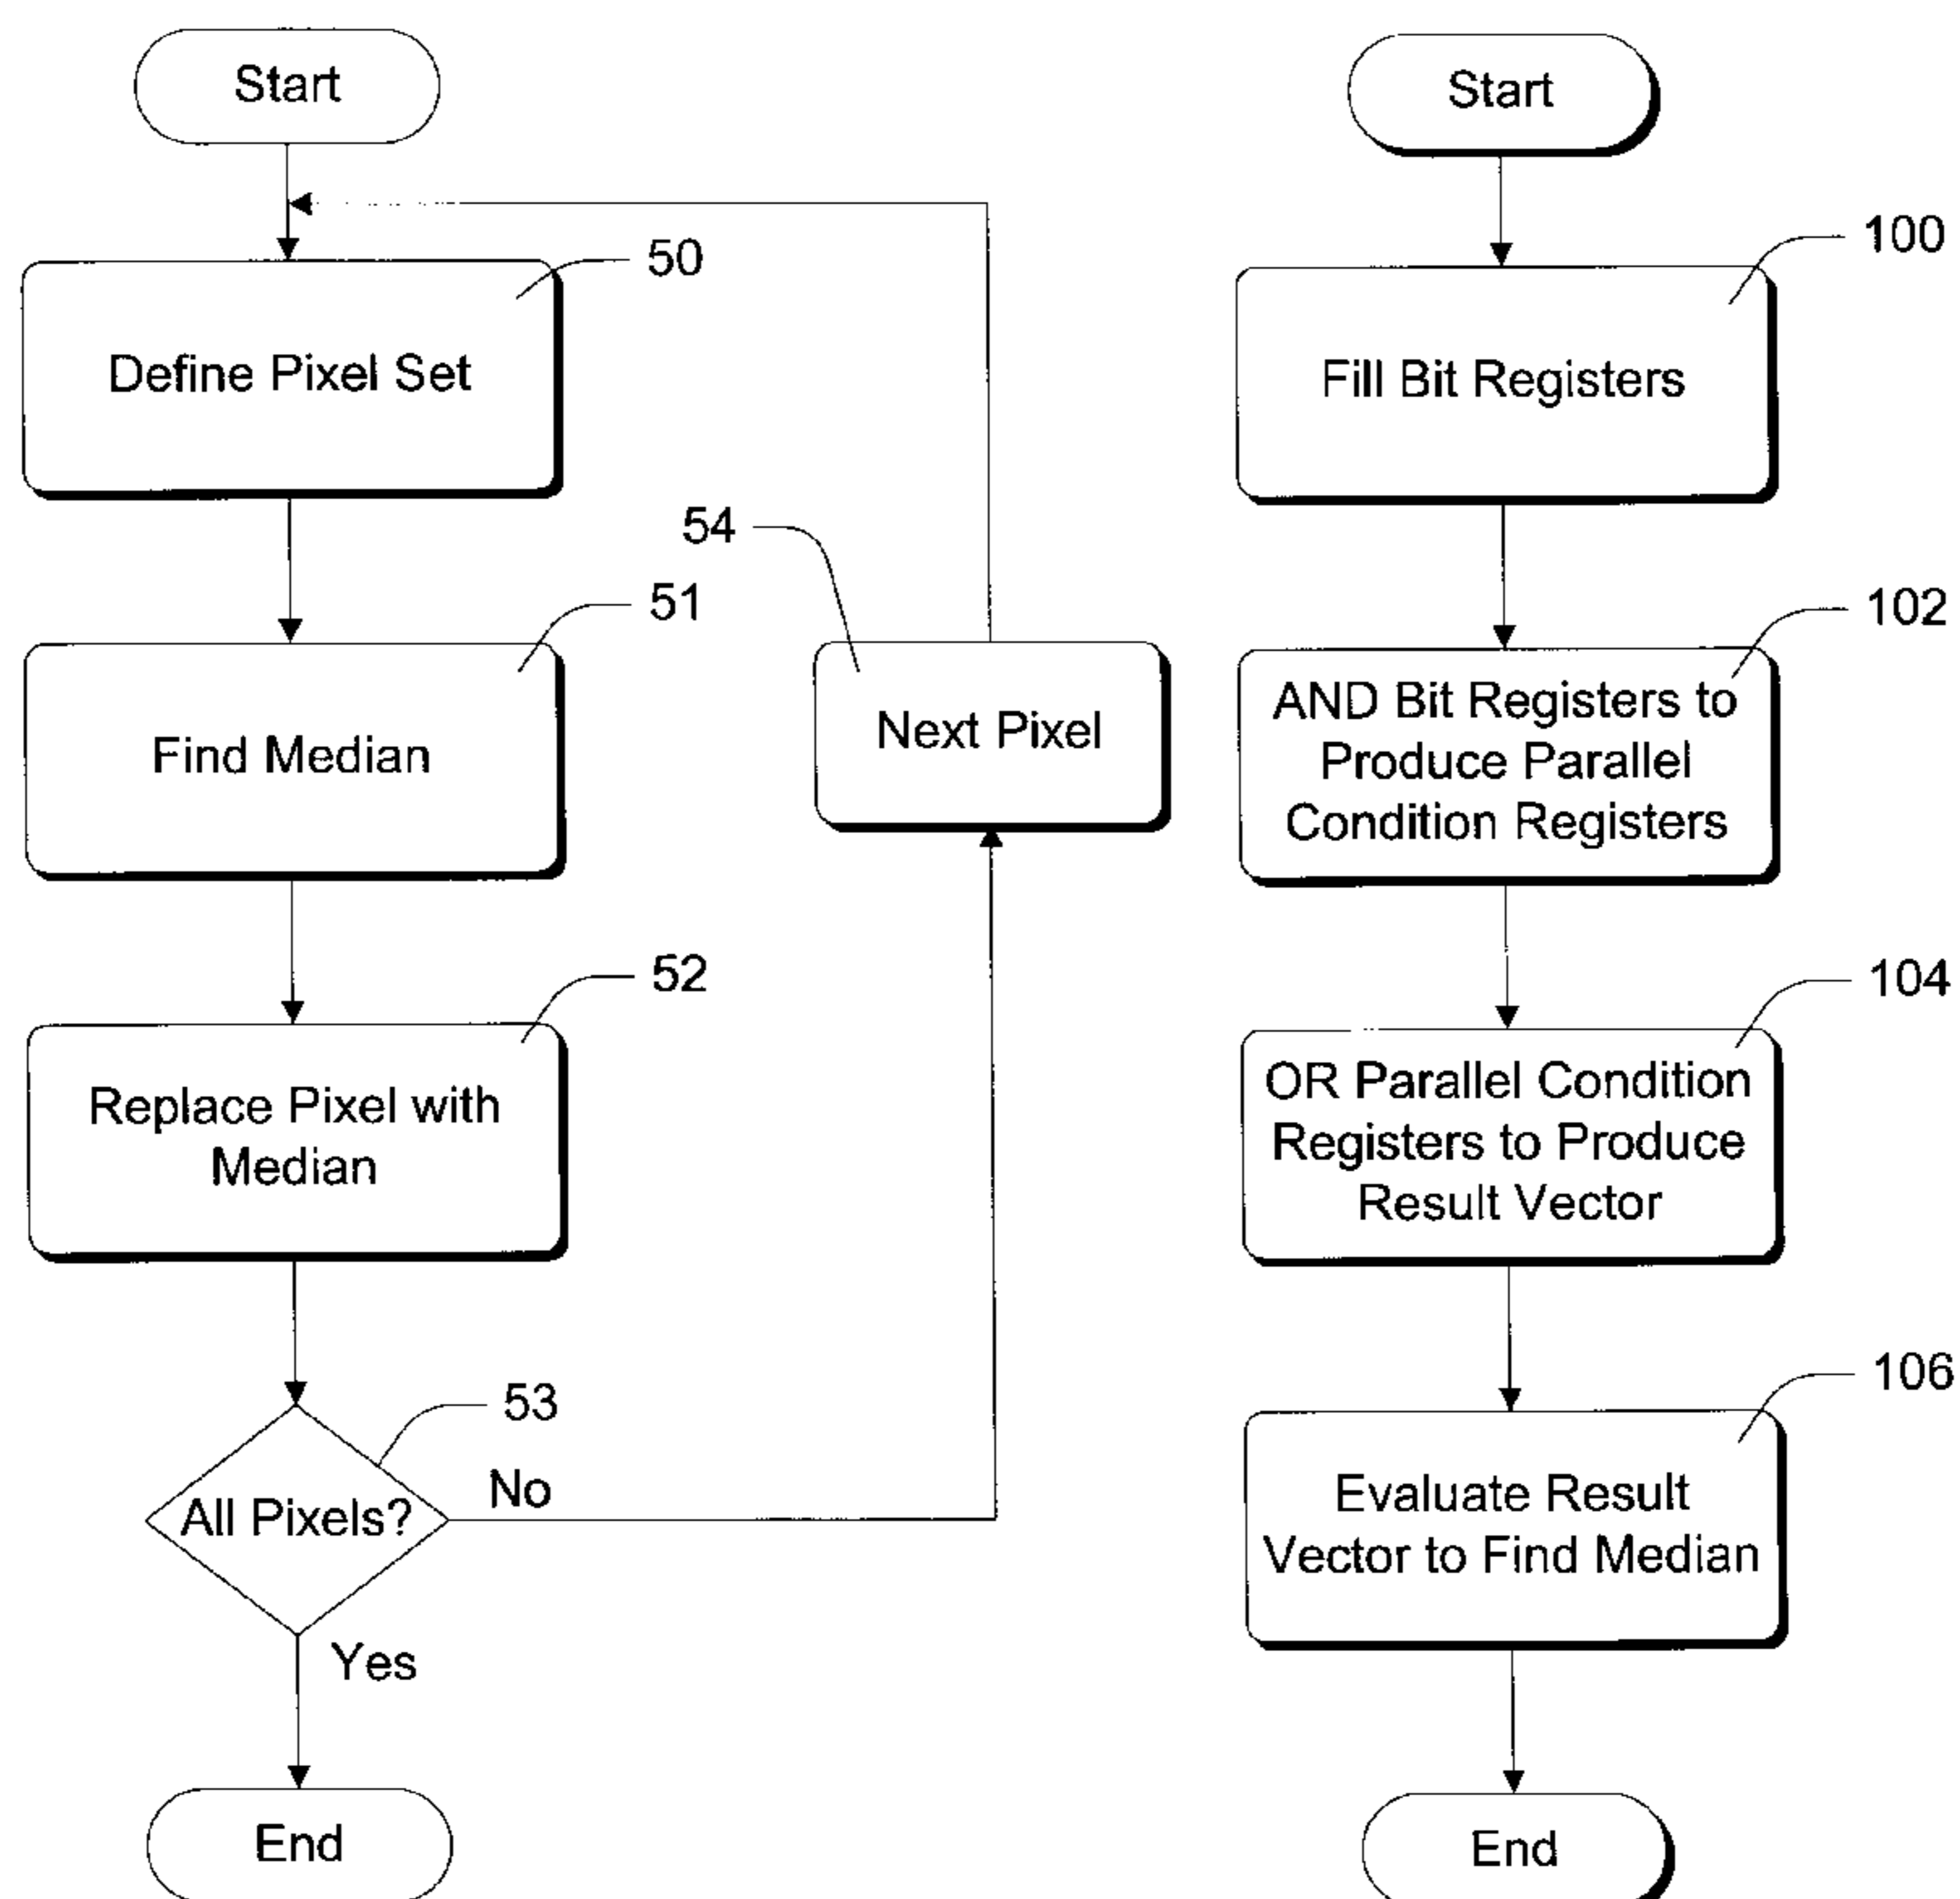 Start
50
Define Pixel Set
51
Find Median
52
Replace Pixel with
Median
53
All Pixels?
No
Yes
End
54
Next Pixel
Start
100
Fill Bit Registers
102
AND Bit Registers to
Produce Parallel
Condition Registers
104
OR Parallel Condition
Registers to Produce
Result Vector
106
Evaluate Result
Vector to Find Median
End